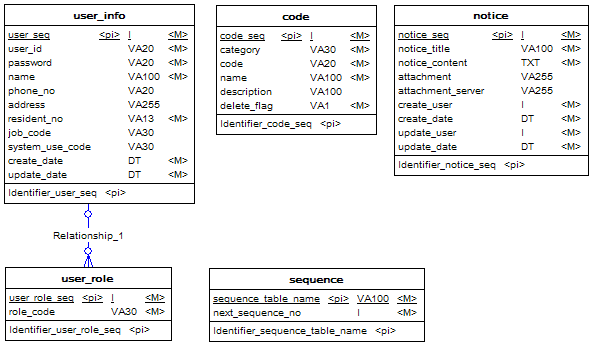 user_info
user_seq <pi> I <M>
user_id VA20 <M>
password VA20 <M>
name VA100 <M>
phone_no VA20
address VA255
resident_no VA13 <M>
job_code VA30
system_use_code VA30
create_date DT <M>
update_date DT <M>
Identifier_user_seq <pi>
code
code_seq <pi> I <M>
category VA30 <M>
code VA20 <M>
name VA100 <M>
description VA100
delete_flag VA1 <M>
Identifier_code_seq <pi>
notice
notice_seq <pi> I <M>
notice_title VA100 <M>
notice_content TXT <M>
attachment VA255
attachment_server VA255
create_user I <M>
create_date DT <M>
update_user I <M>
update_date DT <M>
Identifier_notice_seq <pi>
Relationship_1
user_role
user_role_seq <pi> I <M>
role_code VA30 <M>
Identifier_user_role_seq <pi>
sequence
sequence_table_name <pi> VA100 <M>
next_sequence_no I <M>
Identifier_sequence_table_name <pi>